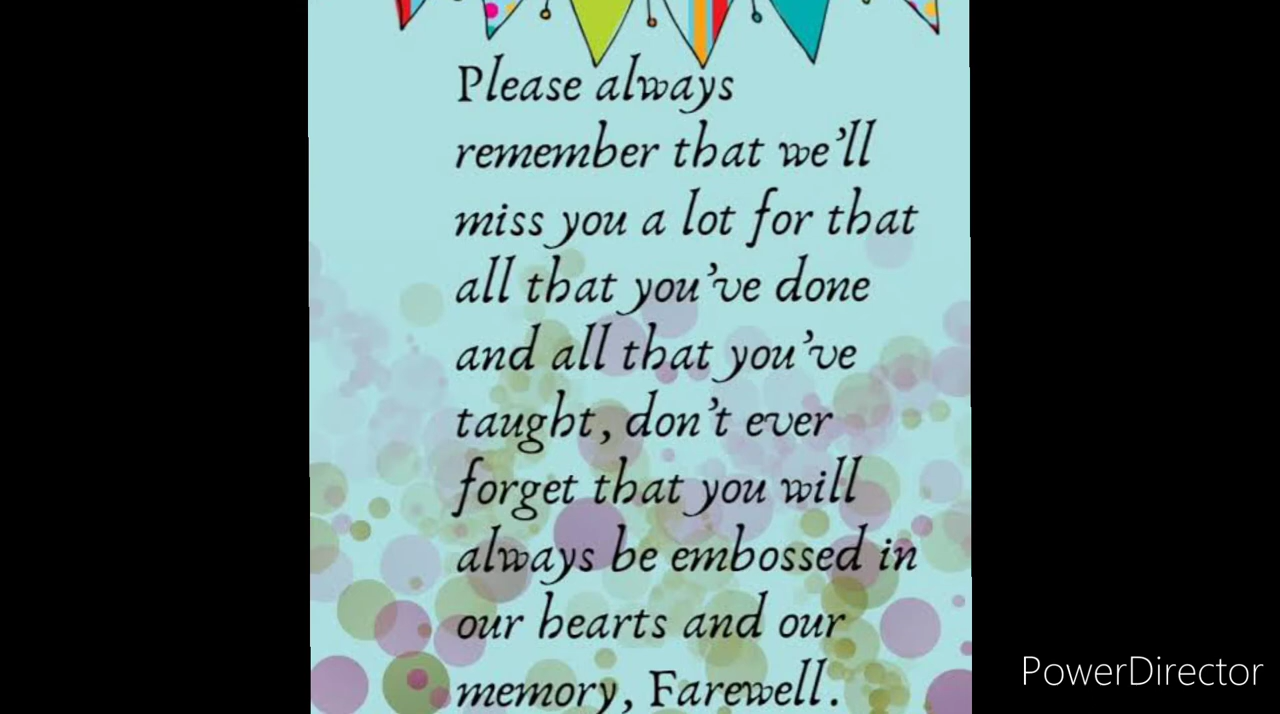 Please always
remember that we'll
miss you a lot for that
all that you've done
and all that you've
taught, don't ever
forget that you will
always be embossed in
our hearts and our
memory, Farewell.
PowerDirector